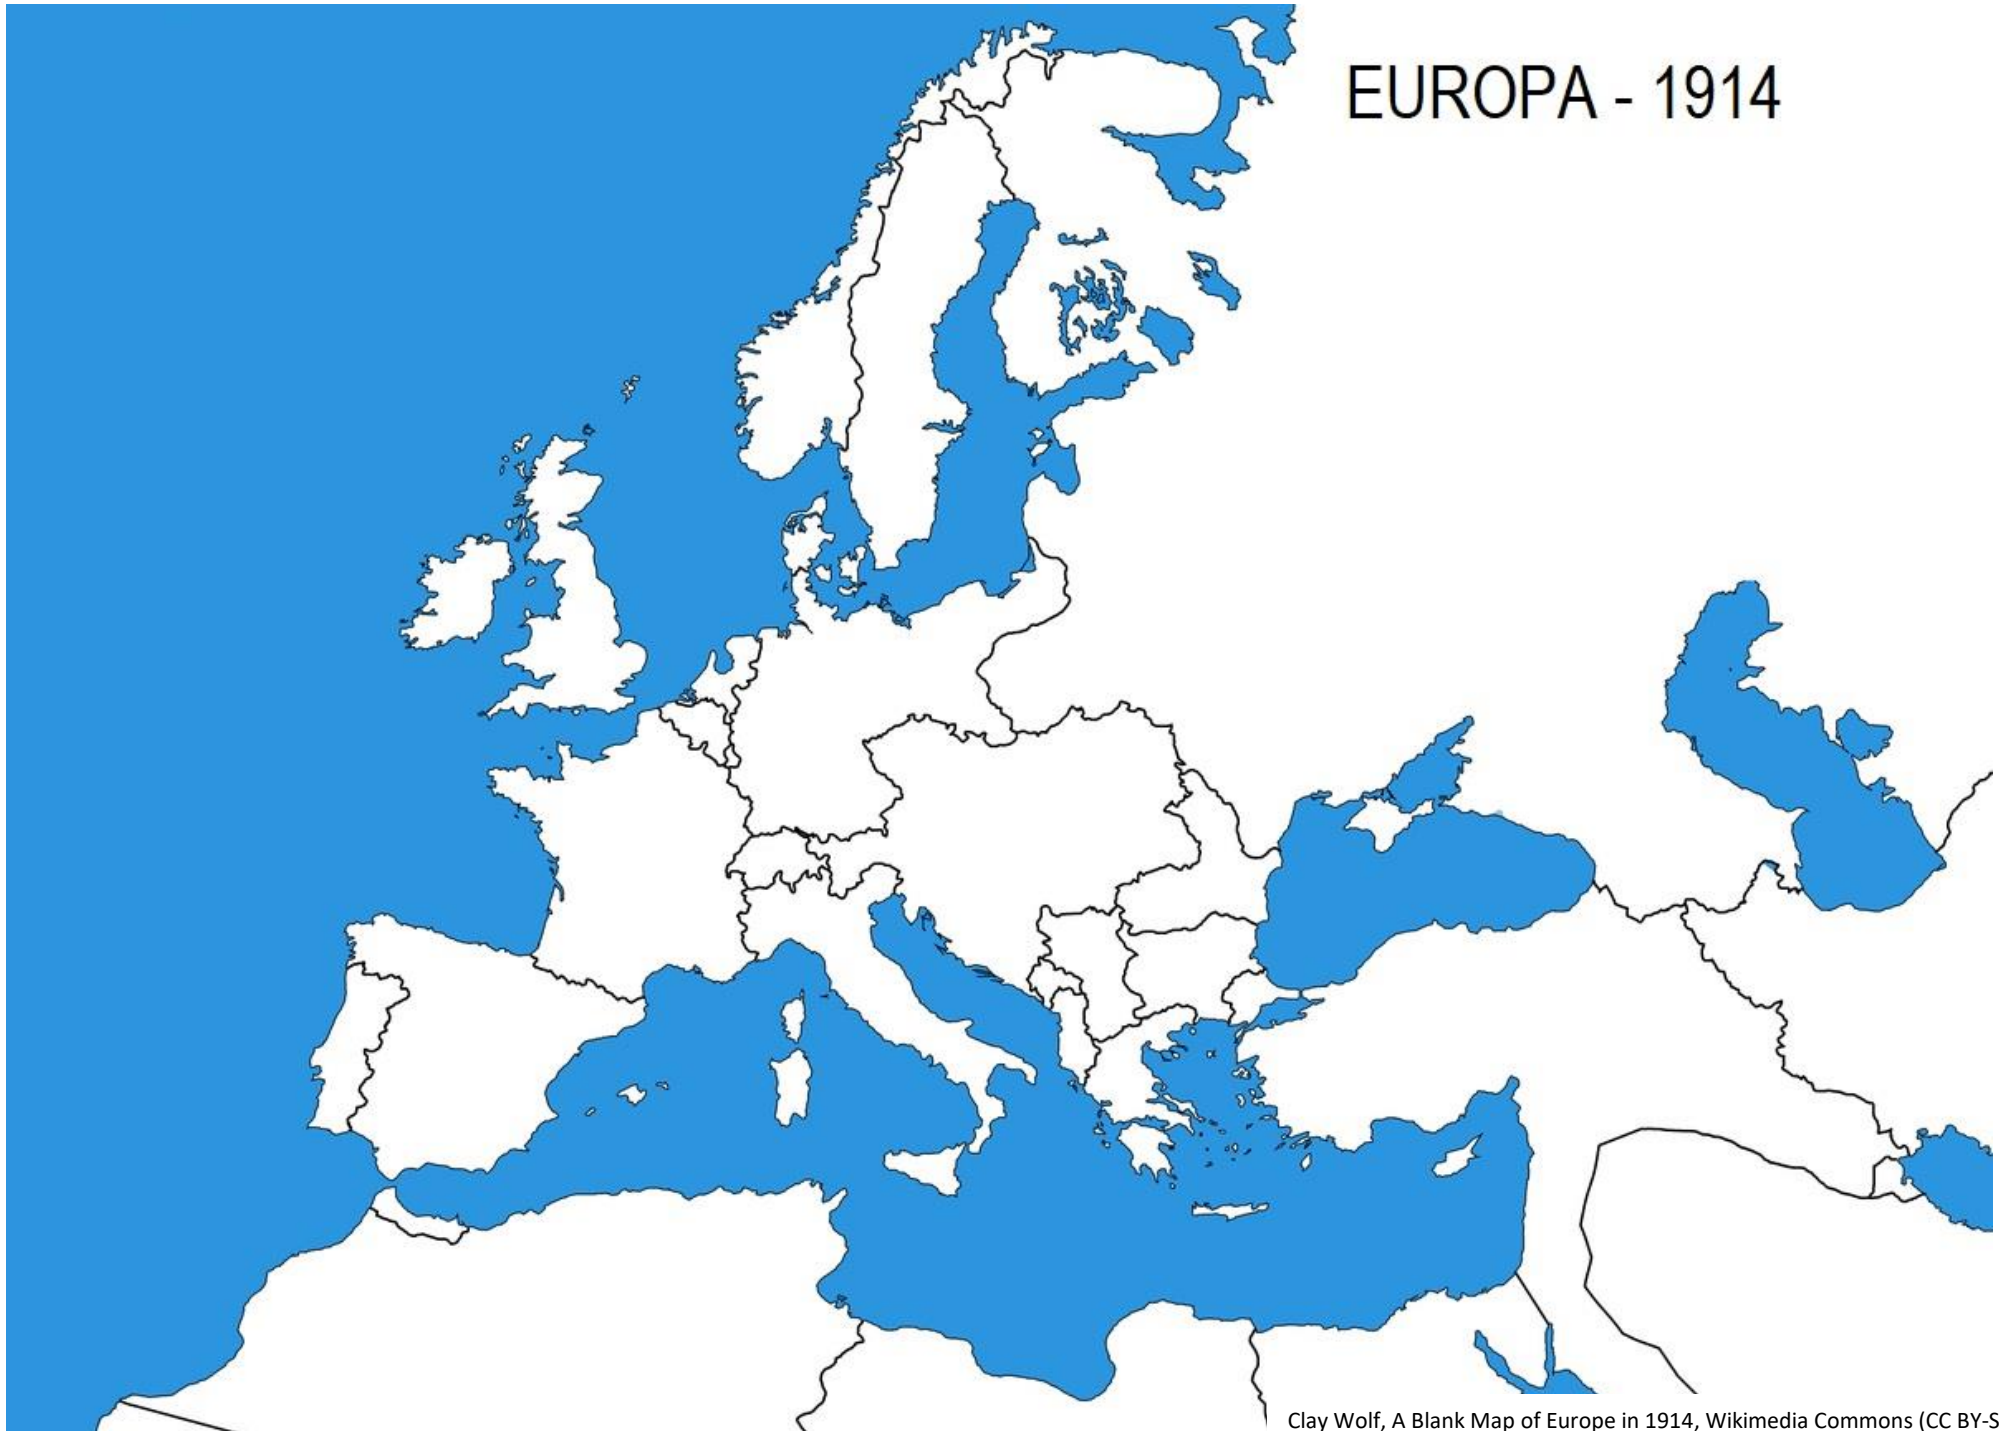 EUROPA - 1914
Clay Wolf, A Blank Map of Europe in 1914, Wikimedia Commons (CC BY-S